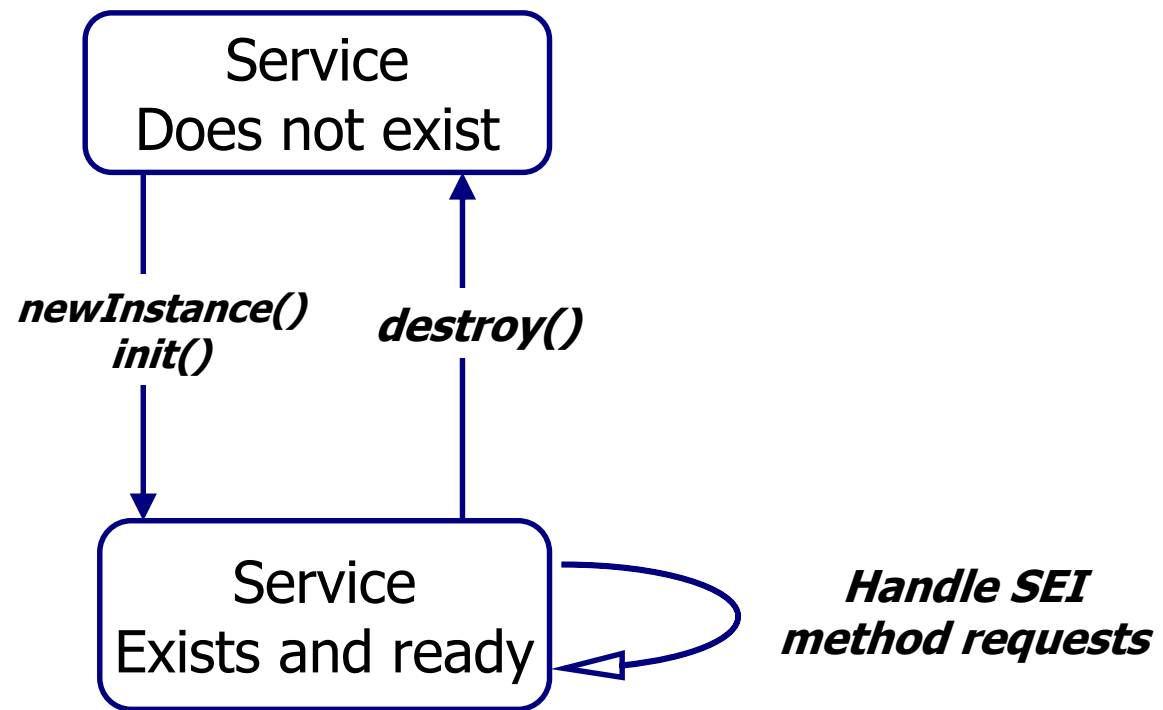 Service
Does not exist
newInstance()
init()
destroy()
Service
Exists and ready
Handle SEI
method requests